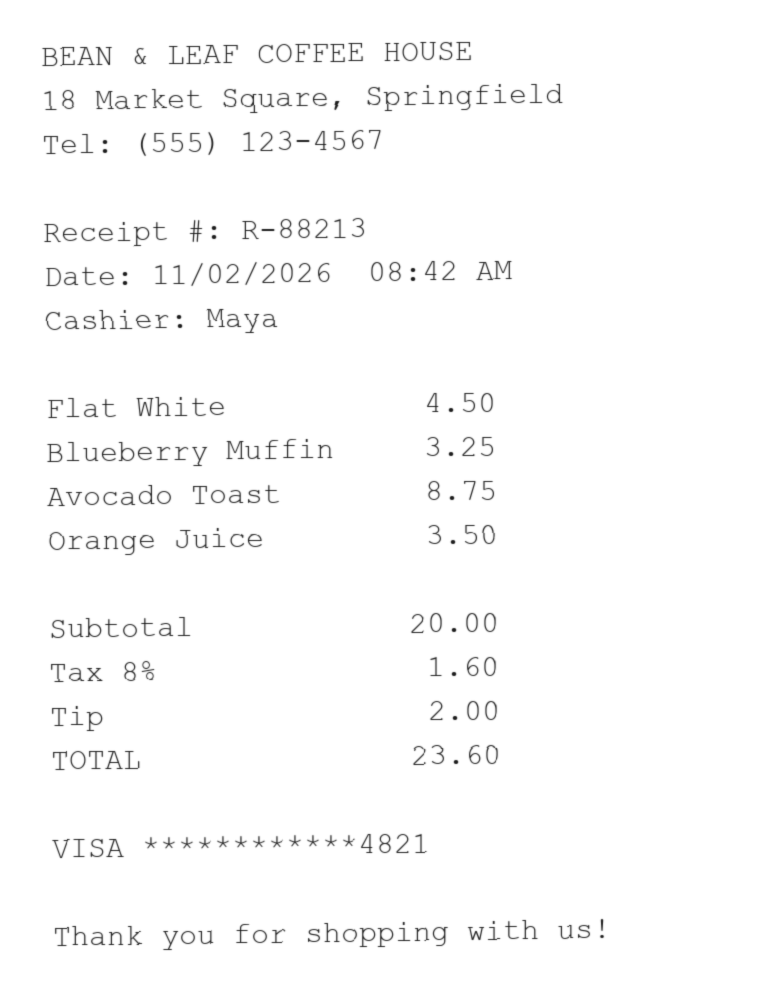 BEAN & LEAF COFFEE HOUSE
18 Market Square, Springfield
Tel: (555) 123-4567
Receipt #: R-88213
Date: 11/02/2026  08:42 AM
Cashier: Maya
Flat White 4.50
Blueberry Muffin 3.25
Avocado Toast 8.75
Orange Juice 3.50
Subtotal 20.00
Tax 8% 1.60
Tip 2.00
TOTAL 23.60
VISA ************4821
Thank you for shopping with us!